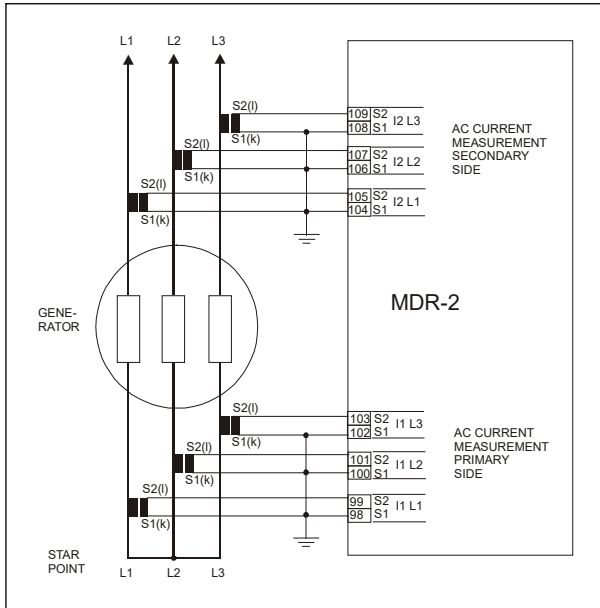 L1 L2 L3
S2(l)
109 S2 I2 L3
108 S1
S1(k)
AC CURRENT
MEASUREMENT
SECONDARY
SIDE
S2(l)
107 S2 I2 L2
106 S1
S1(k)
S2(l)
105 S2 I2 L1
104 S1
S1(k)
MDR-2
GENE-
RATOR
S2(l)
103 S2 I1 L3
102 S1
S1(k)
AC CURRENT
MEASUREMENT
PRIMARY
SIDE
S2(l)
101 S2 I1 L2
100 S1
S1(k)
S2(l)
99 S2 I1 L1
98 S1
S1(k)
STAR
POINT
L1 L2 L3